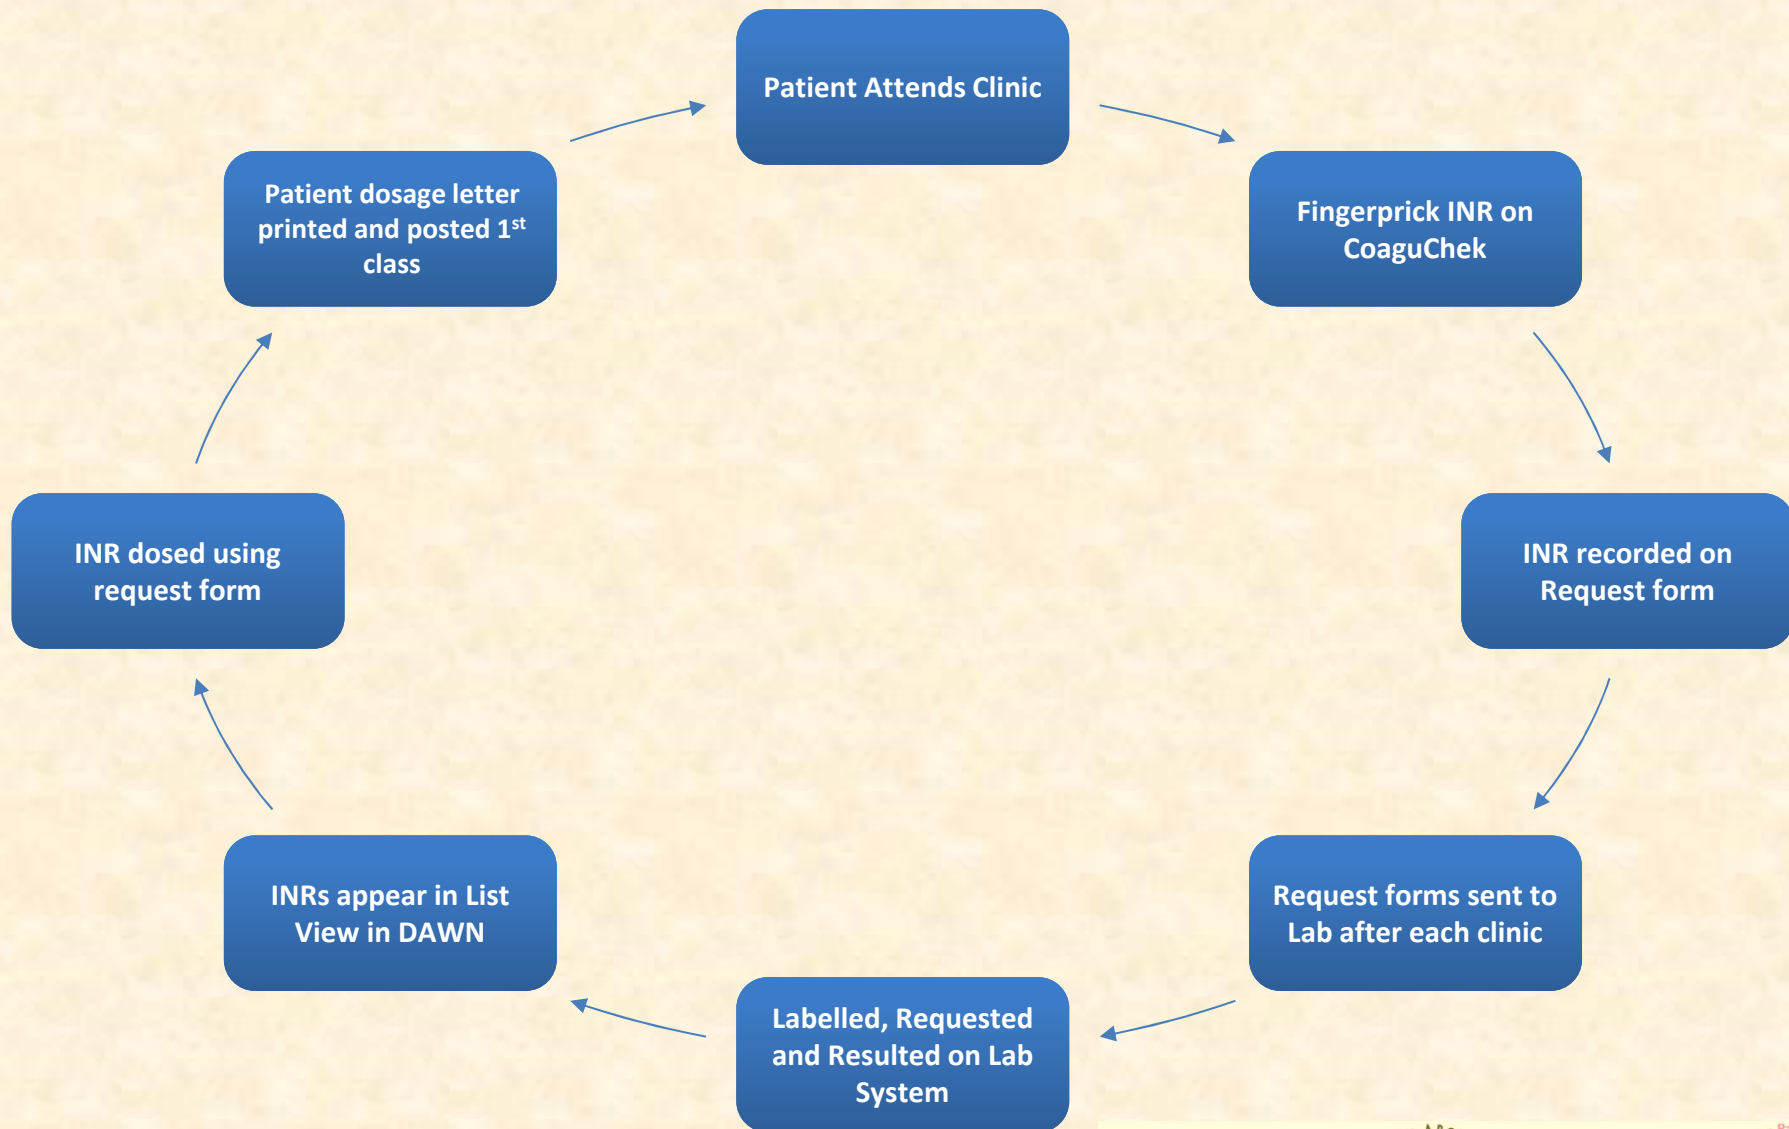 Patient Attends Clinic
Fingerprick INR on
CoaguChek
INR recorded on
Request form
Request forms sent to
Lab after each clinic
Labelled, Requested
and Resulted on Lab
System
INRs appear in List
View in DAWN
INR dosed using
request form
Patient dosage letter
printed and posted 1st
class